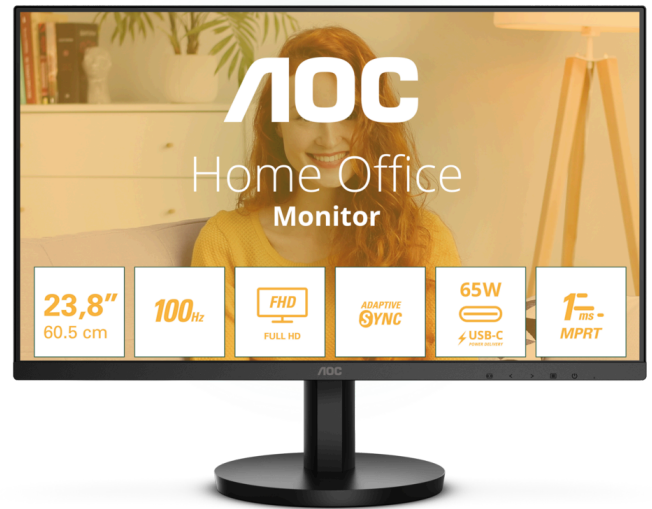 AOC
Home Office
Monitor
23,8"
60.5 cm
100Hz
FHD
FULL HD
ADAPTIVE
SYNC
65W
USB-C
POWER DELIVERY
1ms
MPRT
AOC